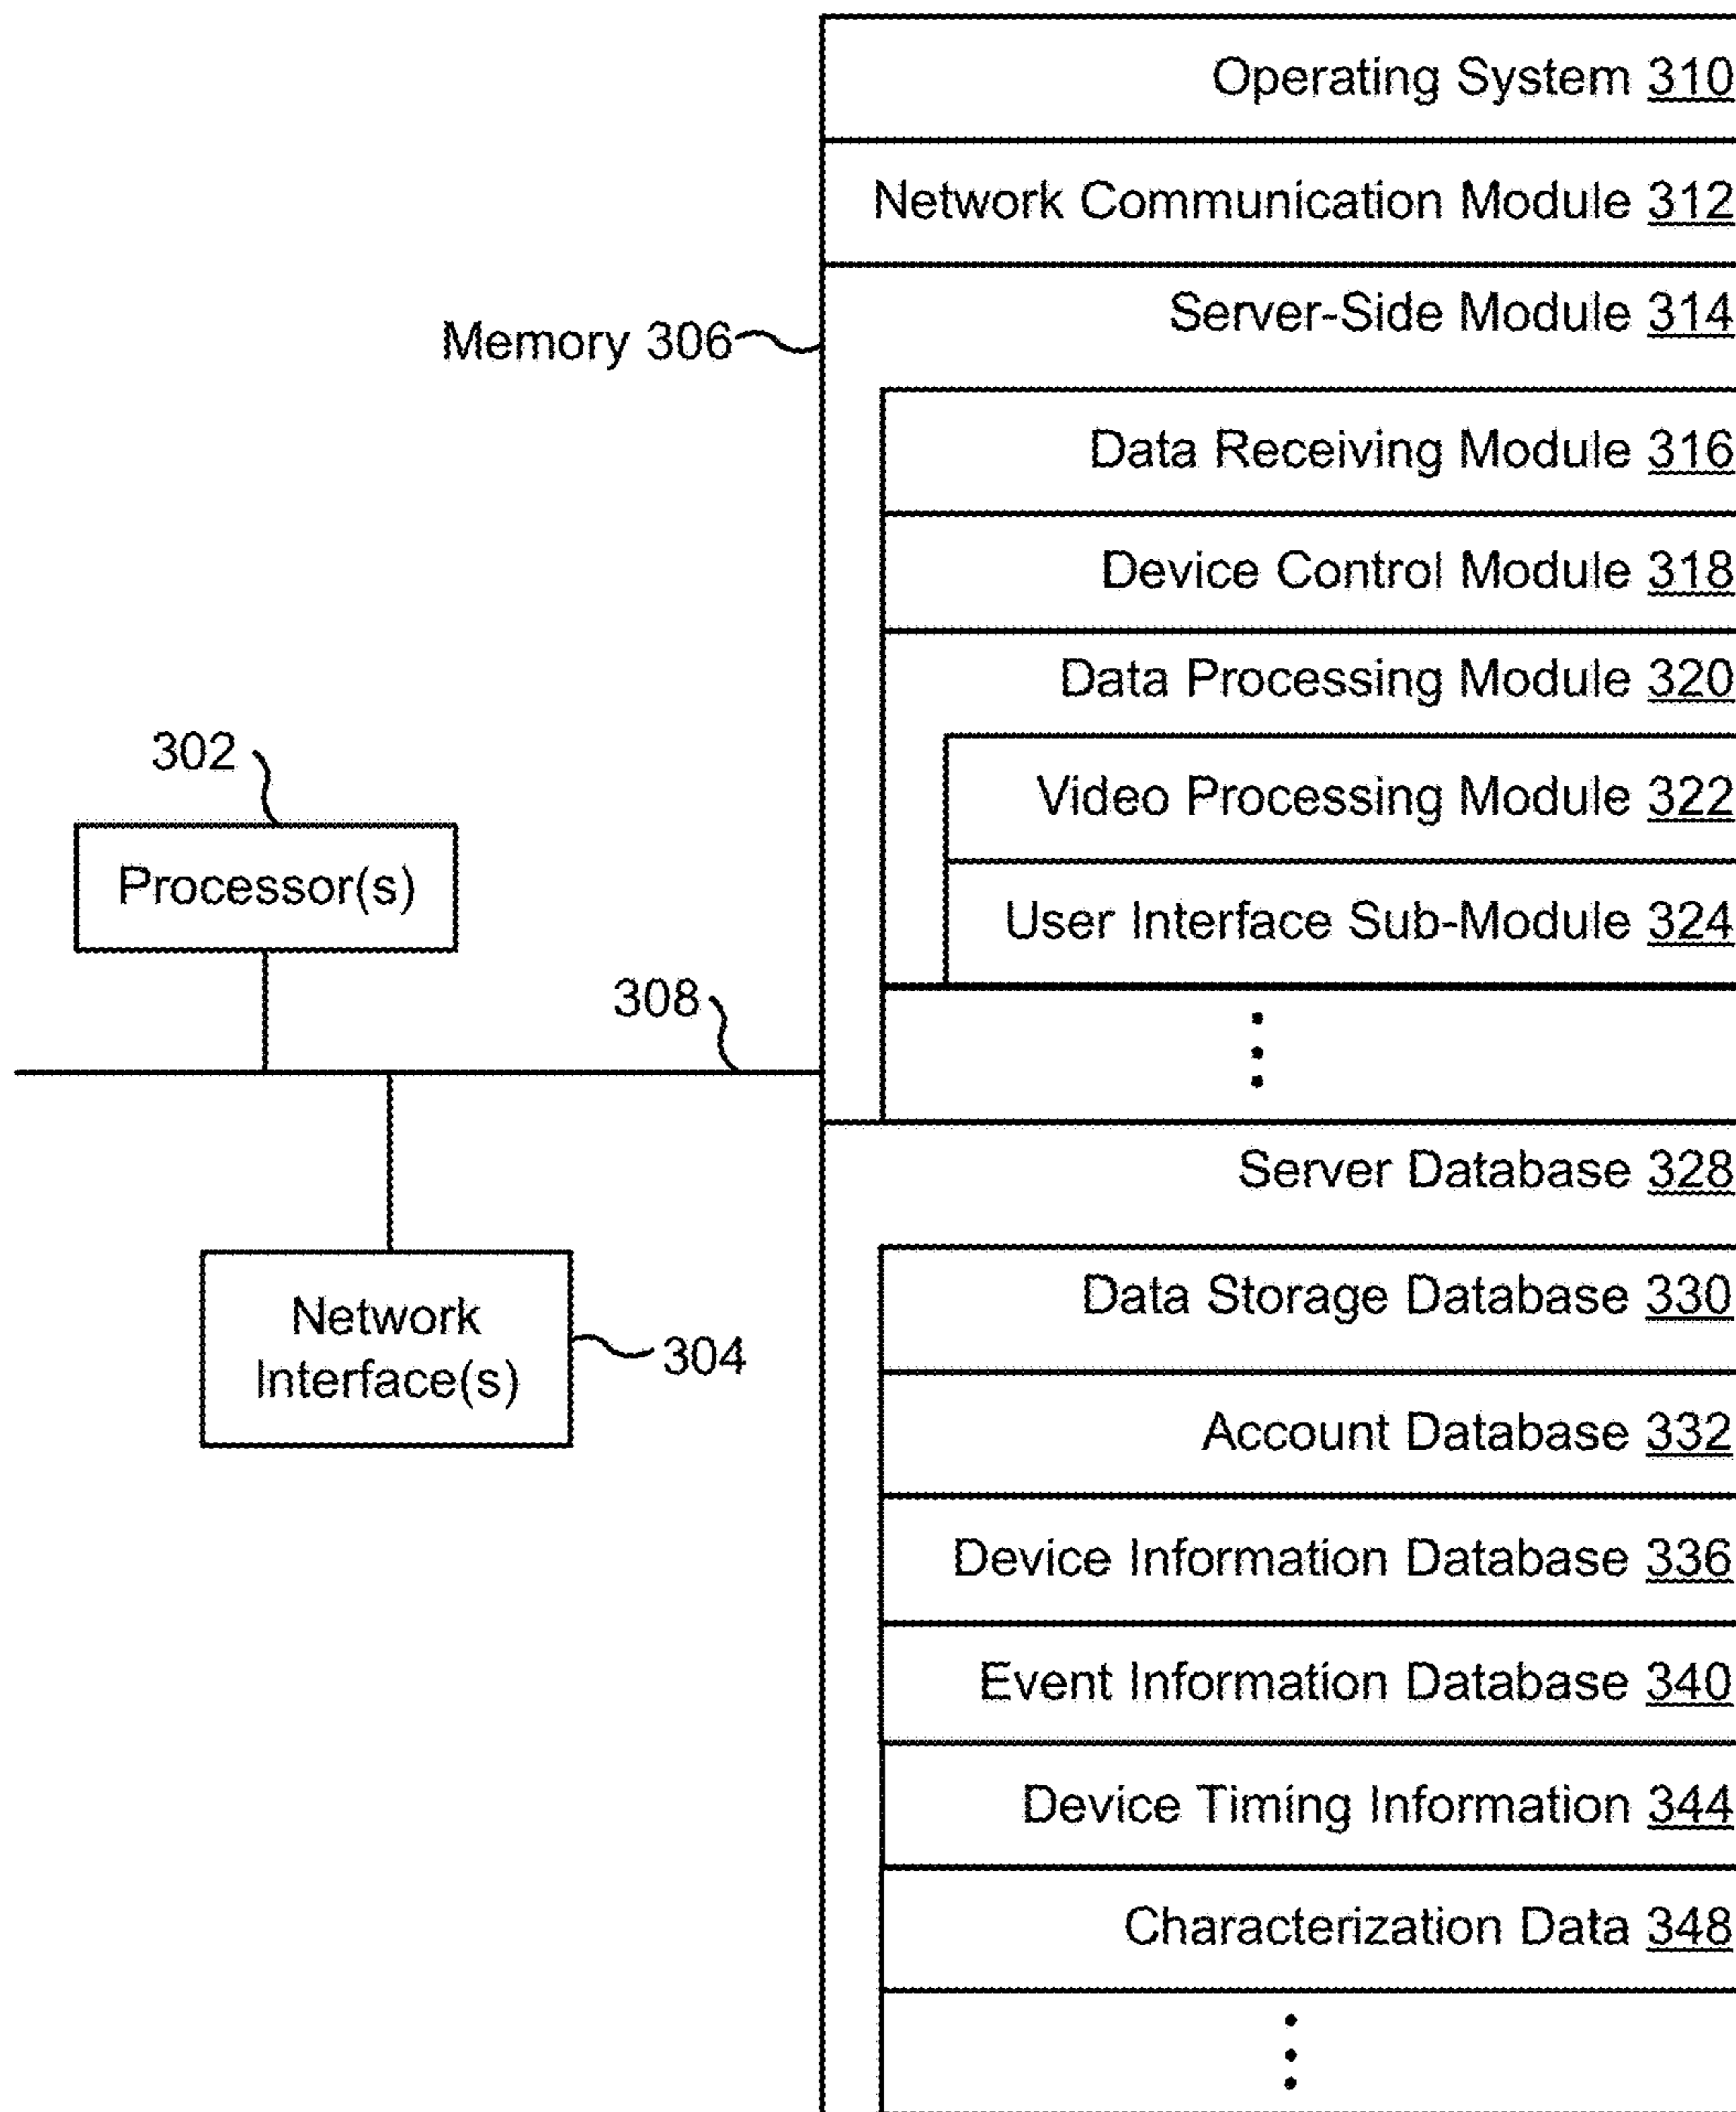 Operating System 310
Network Communication Module 312
Server-Side Module 314
Memory 306
Data Receiving Module 316
Device Control Module 318
Data Processing Module 320
302
Video Processing Module 322
Processor(s)
User Interface Sub-Module 324
308
Server Database 328
Data Storage Database 330
Network
Interface(s)
304
Account Database 332
Device Information Database 336
Event Information Database 340
Device Timing Information 344
Characterization Data 348